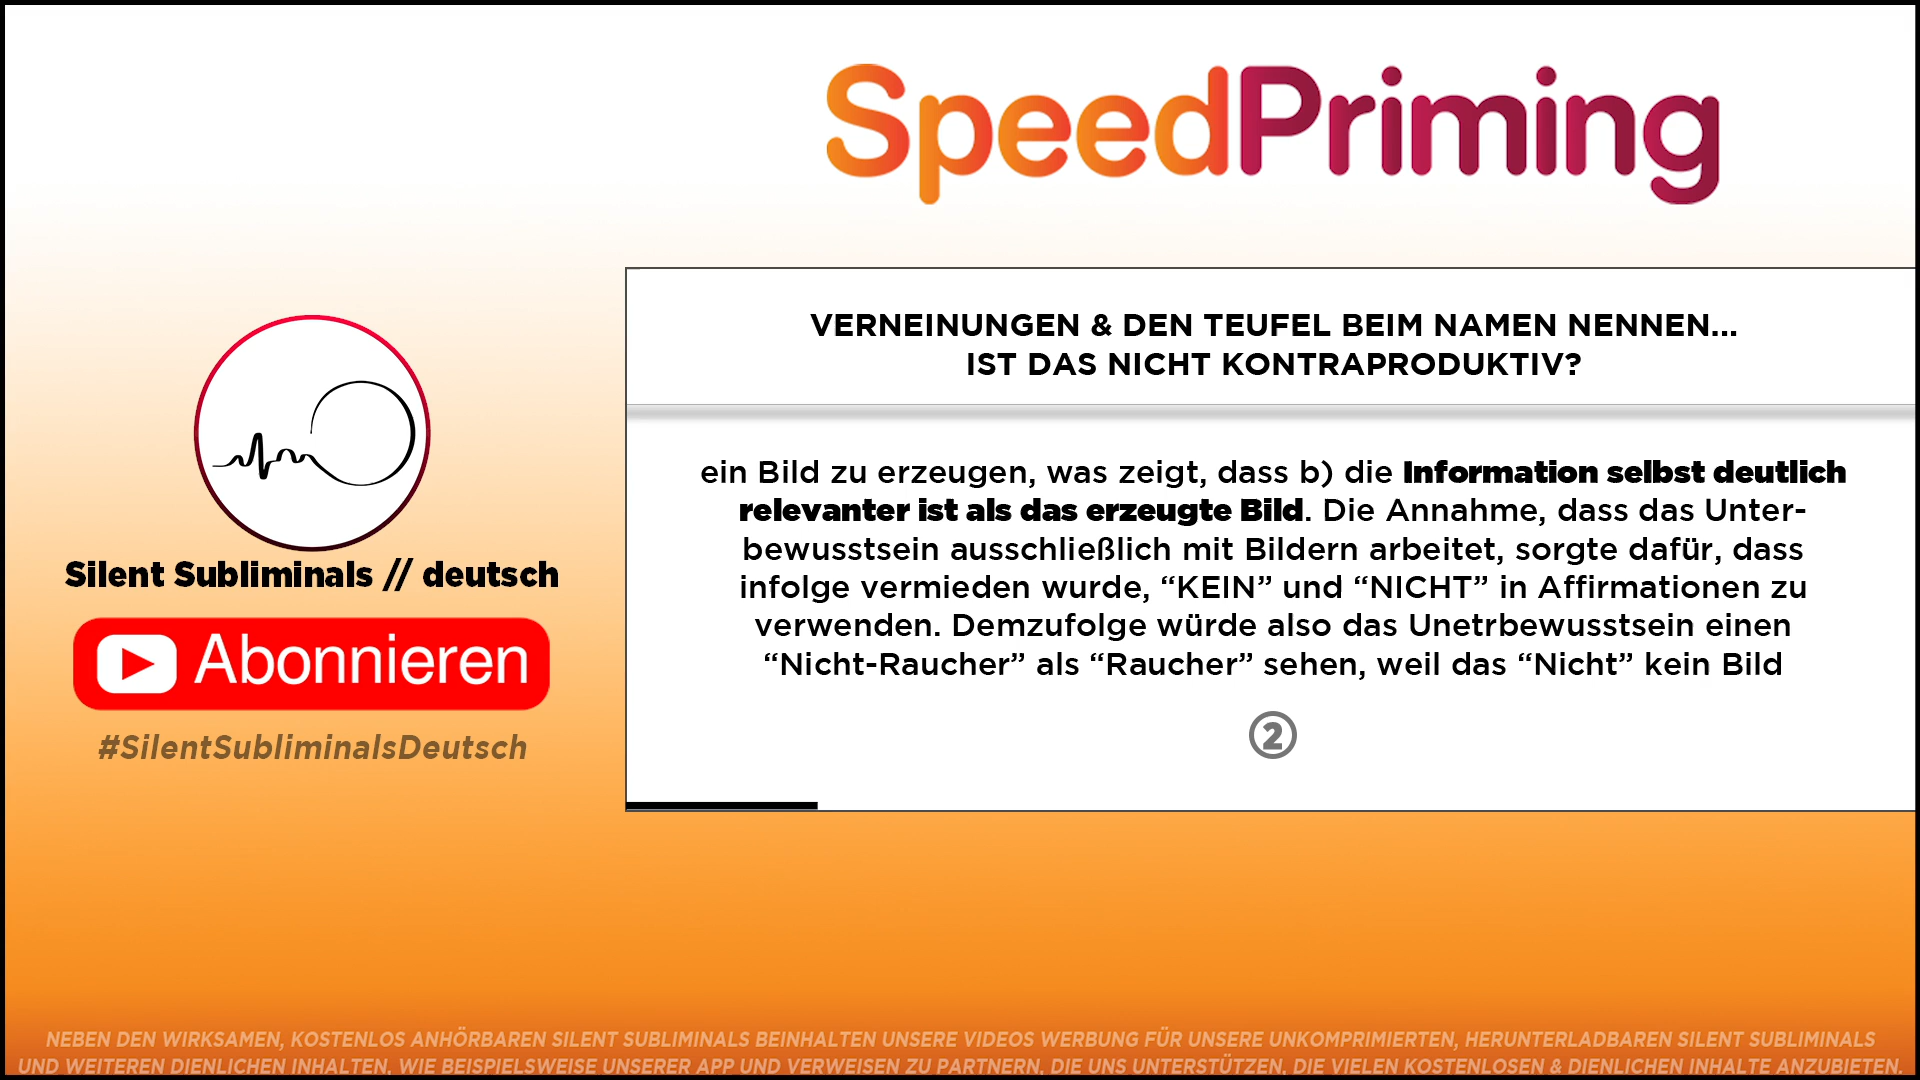 SpeedPriming
VERNEINUNGEN & DEN TEUFEL BEIM NAMEN NENNEN...
IST DAS NICHT KONTRAPRODUKTIV?
ein Bild zu erzeugen, was zeigt, dass b) die Information selbst deutlich
relevanter ist als das erzeugte Bild. Die Annahme, dass das Unter-
bewusstsein ausschließlich mit Bildern arbeitet, sorgte dafür, dass
infolge vermieden wurde, “KEIN” und “NICHT” in Affirmationen zu
verwenden. Demzufolge würde also das Unetrbewusstsein einen
“Nicht-Raucher” als “Raucher” sehen, weil das “Nicht” kein Bild
2
Silent Subliminals // deutsch
Abonnieren
#SilentSubliminalsDeutsch
NEBEN DEN WIRKSAMEN, KOSTENLOS ANHÖRBAREN SILENT SUBLIMINALS BEINHALTEN UNSERE VIDEOS WERBUNG FÜR UNSERE UNKOMPRIMIERTEN, HERUNTERLADBAREN SILENT SUBLIMINALS
UND WEITEREN DIENLICHEN INHALTEN, WIE BEISPIELSWEISE UNSERER APP UND VERWEISEN ZU PARTNERN, DIE UNS UNTERSTÜTZEN, DIE VIELEN KOSTENLOSEN & DIENLICHEN INHALTE ANZUBIETEN.